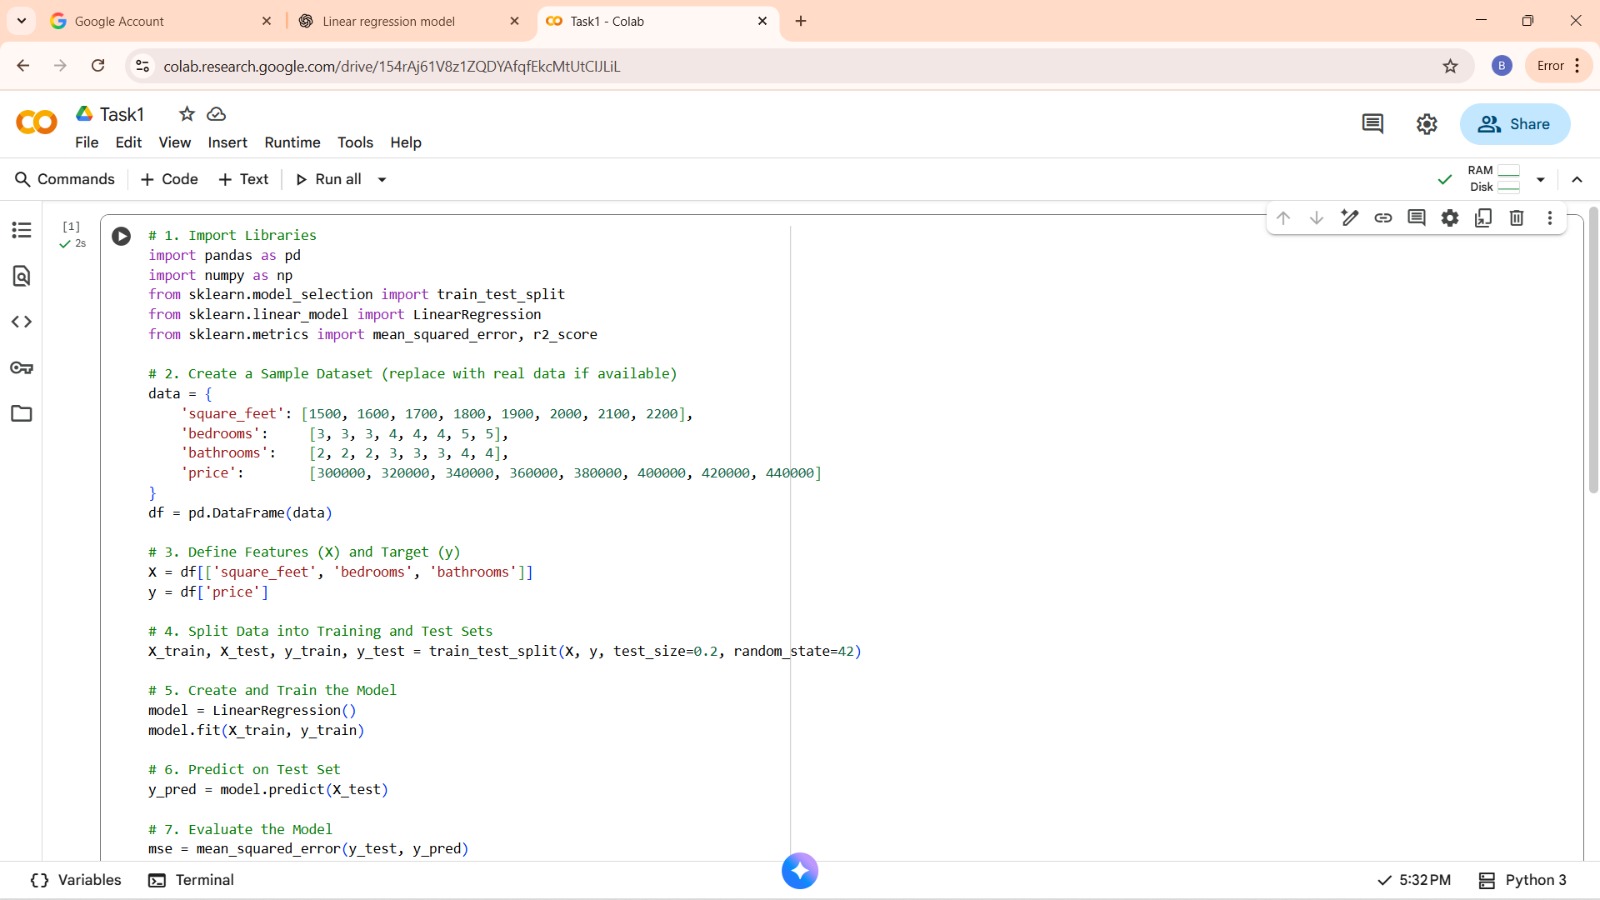 Google Account
Linear regression model
Task1 - Colab
colab.research.google.com/drive/154rAj61V8z1ZQDYAfqfEkcMtUtCIJLiL
B
Error
Task1
File Edit View Insert Runtime Tools Help
Share
Commands + Code + Text Run all
RAM
Disk
[1]
2s
# 1. Import Libraries
import pandas as pd
import numpy as np
from sklearn.model_selection import train_test_split
from sklearn.linear_model import LinearRegression
from sklearn.metrics import mean_squared_error, r2_score
# 2. Create a Sample Dataset (replace with real data if available)
data = {
'square_feet': [1500, 1600, 1700, 1800, 1900, 2000, 2100, 2200],
'bedrooms': [3, 3, 3, 4, 4, 4, 5, 5],
'bathrooms': [2, 2, 2, 3, 3, 3, 4, 4],
'price': [300000, 320000, 340000, 360000, 380000, 400000, 420000, 440000]
}
df = pd.DataFrame(data)
# 3. Define Features (X) and Target (y)
X = df[['square_feet', 'bedrooms', 'bathrooms']]
y = df['price']
# 4. Split Data into Training and Test Sets
X_train, X_test, y_train, y_test = train_test_split(X, y, test_size=0.2, random_state=42)
# 5. Create and Train the Model
model = LinearRegression()
model.fit(X_train, y_train)
# 6. Predict on Test Set
y_pred = model.predict(X_test)
# 7. Evaluate the Model
mse = mean_squared_error(y_test, y_pred)
Variables Terminal
5:32 PM Python 3